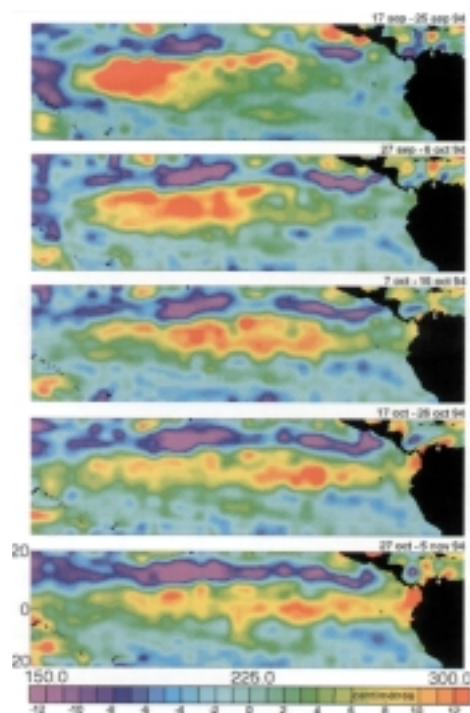 17 sep - 25 sep 94
27 sep - 6 oct 94
7 oct - 16 oct 94
17 oct - 26 oct 94
27 oct - 5 nov 94
20
0
20
150.0 225.0 300.0
centimeters
-12 -10 -8 -6 -4 -2 0 2 4 6 8 10 12